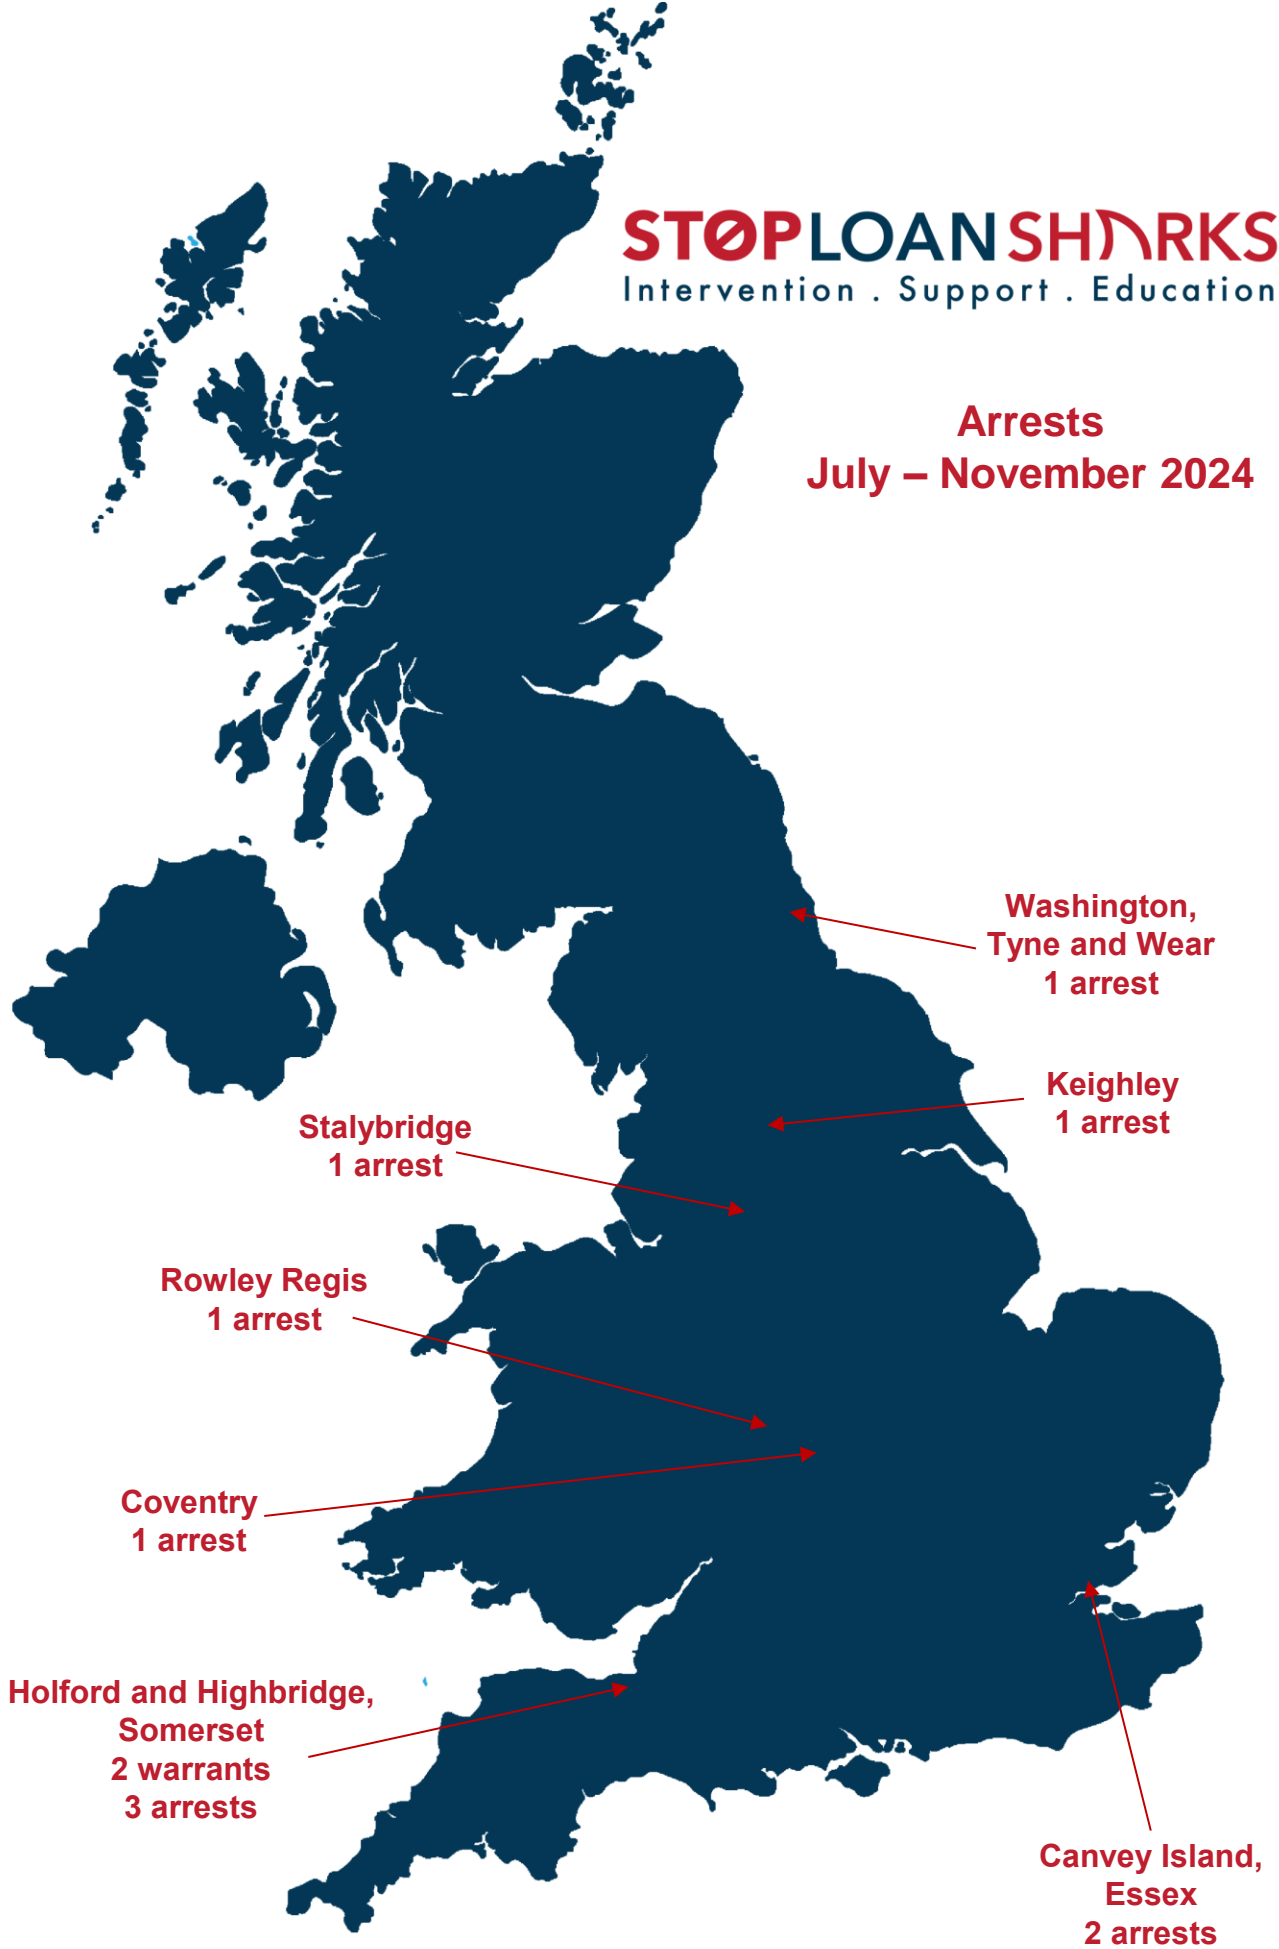 STOPLOANSHARKS
Intervention . Support . Education
Arrests
July – November 2024
Washington,
Tyne and Wear
1 arrest
Keighley
1 arrest
Stalybridge
1 arrest
Rowley Regis
1 arrest
Coventry
1 arrest
Holford and Highbridge,
Somerset
2 warrants
3 arrests
Canvey Island,
Essex
2 arrests